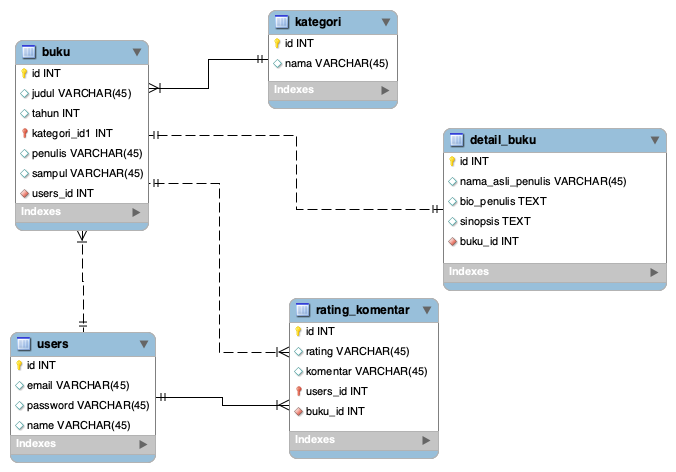 kategori
id INT
nama VARCHAR(45)
Indexes
buku
id INT
judul VARCHAR(45)
tahun INT
kategori_id1 INT
penulis VARCHAR(45)
sampul VARCHAR(45)
users_id INT
Indexes
detail_buku
id INT
nama_asli_penulis VARCHAR(45)
bio_penulis TEXT
sinopsis TEXT
buku_id INT
Indexes
users
id INT
email VARCHAR(45)
password VARCHAR(45)
name VARCHAR(45)
Indexes
rating_komentar
id INT
rating VARCHAR(45)
komentar VARCHAR(45)
users_id INT
buku_id INT
Indexes